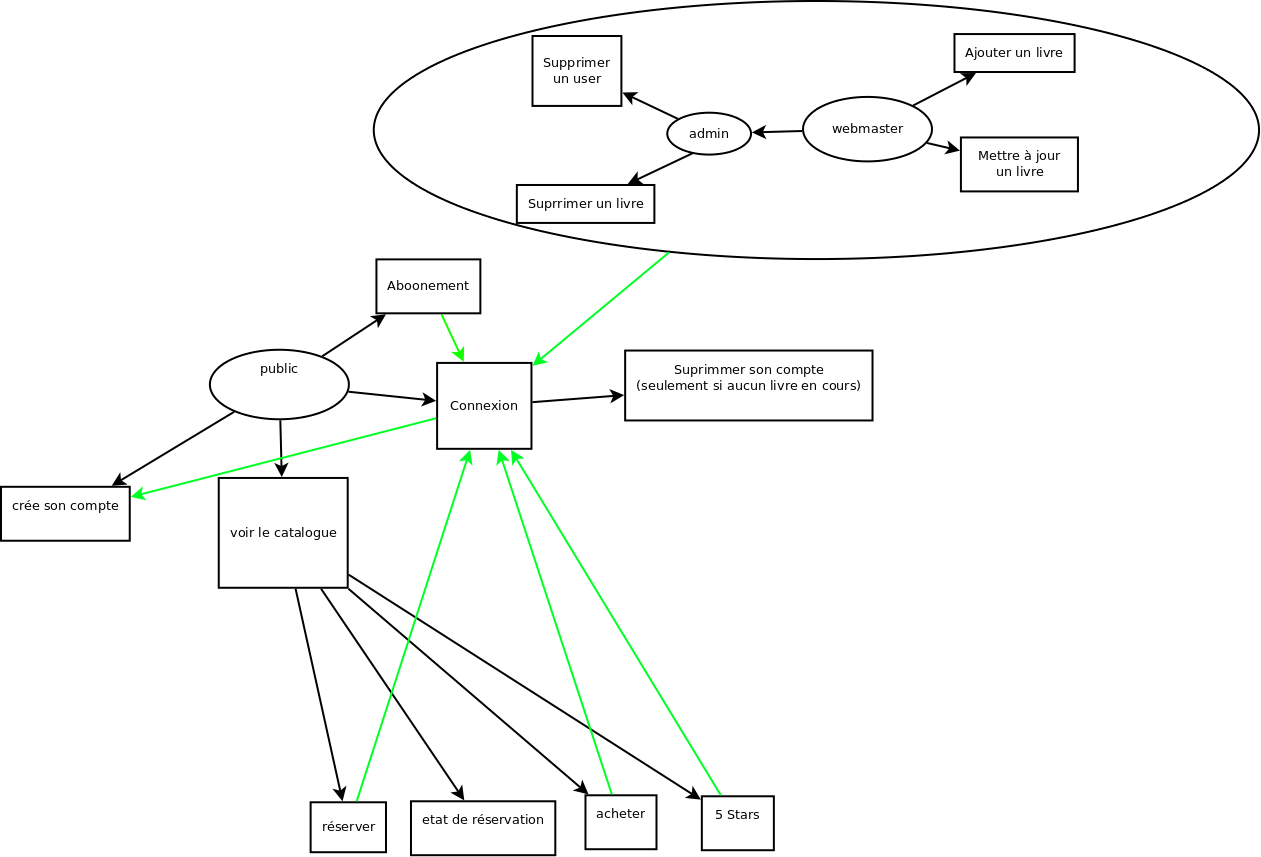 Supprimer
un user
Ajouter un livre
admin
webmaster
Mettre à jour
un livre
Suprrimer un livre
Aboonement
public
Connexion
Suprimmer son compte
(seulement si aucun livre en cours)
crée son compte
voir le catalogue
réserver
etat de réservation
acheter
5 Stars